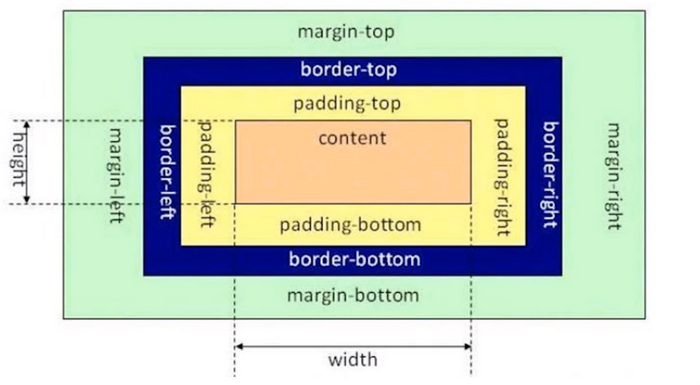 margin-top
border-top
padding-top
content
height
margin-left
border-left
padding-left
padding-right
border-right
margin-right
padding-bottom
border-bottom
margin-bottom
width